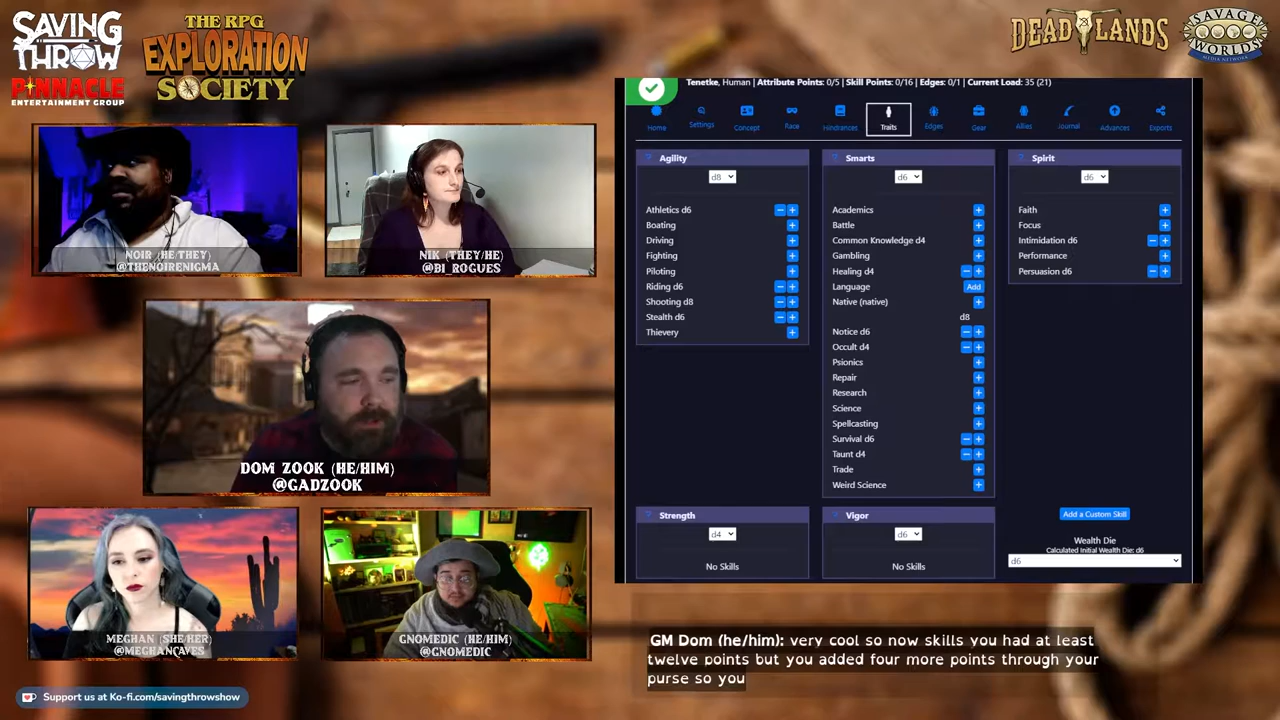 SAVING
THROW
PINNACLE
ENTERTAINMENT GROUP
THE RPG
EXPLORATION
SOCIETY
DEADLANDS
SAVAGE
WORLDS
MEDIA NETWORK
NOIR (HE/THEY)
@THENOIRENIGMA
NIK (THEY/HE)
@BI_ROGUES
DOM ZOOK (HE/HIM)
@GADZOOK
MEGHAN (SHE/HER)
@MEGHANCAVES
GNOMEDIC (HE/HIM)
@GNOMEDIC
Support us at Ko-fi.com/savingthrowshow
Tenetke, Human | Attribute Points: 0/5 | Skill Points: 0/16 | Edges: 0/1 | Current Load: 35 (21)
Home Settings Concept Race Hindrances Traits Edges Gear Allies Journal Advances Exports
? Agility
d8
Athletics d6
Boating
Driving
Fighting
Piloting
Riding d6
Shooting d8
Stealth d6
Thievery
? Smarts
d6
Academics
Battle
Common Knowledge d4
Gambling
Healing d4
Language Add
Native (native)
d8
Notice d6
Occult d4
Psionics
Repair
Research
Science
Spellcasting
Survival d6
Taunt d4
Trade
Weird Science
? Spirit
d6
Faith
Focus
Intimidation d6
Performance
Persuasion d6
? Strength
d4
No Skills
? Vigor
d6
No Skills
Add a Custom Skill
Wealth Die
Calculated Initial Wealth Die: d6
d6
GM Dom (he/him): very cool so now skills you had at least
twelve points but you added four more points through your
purse so you